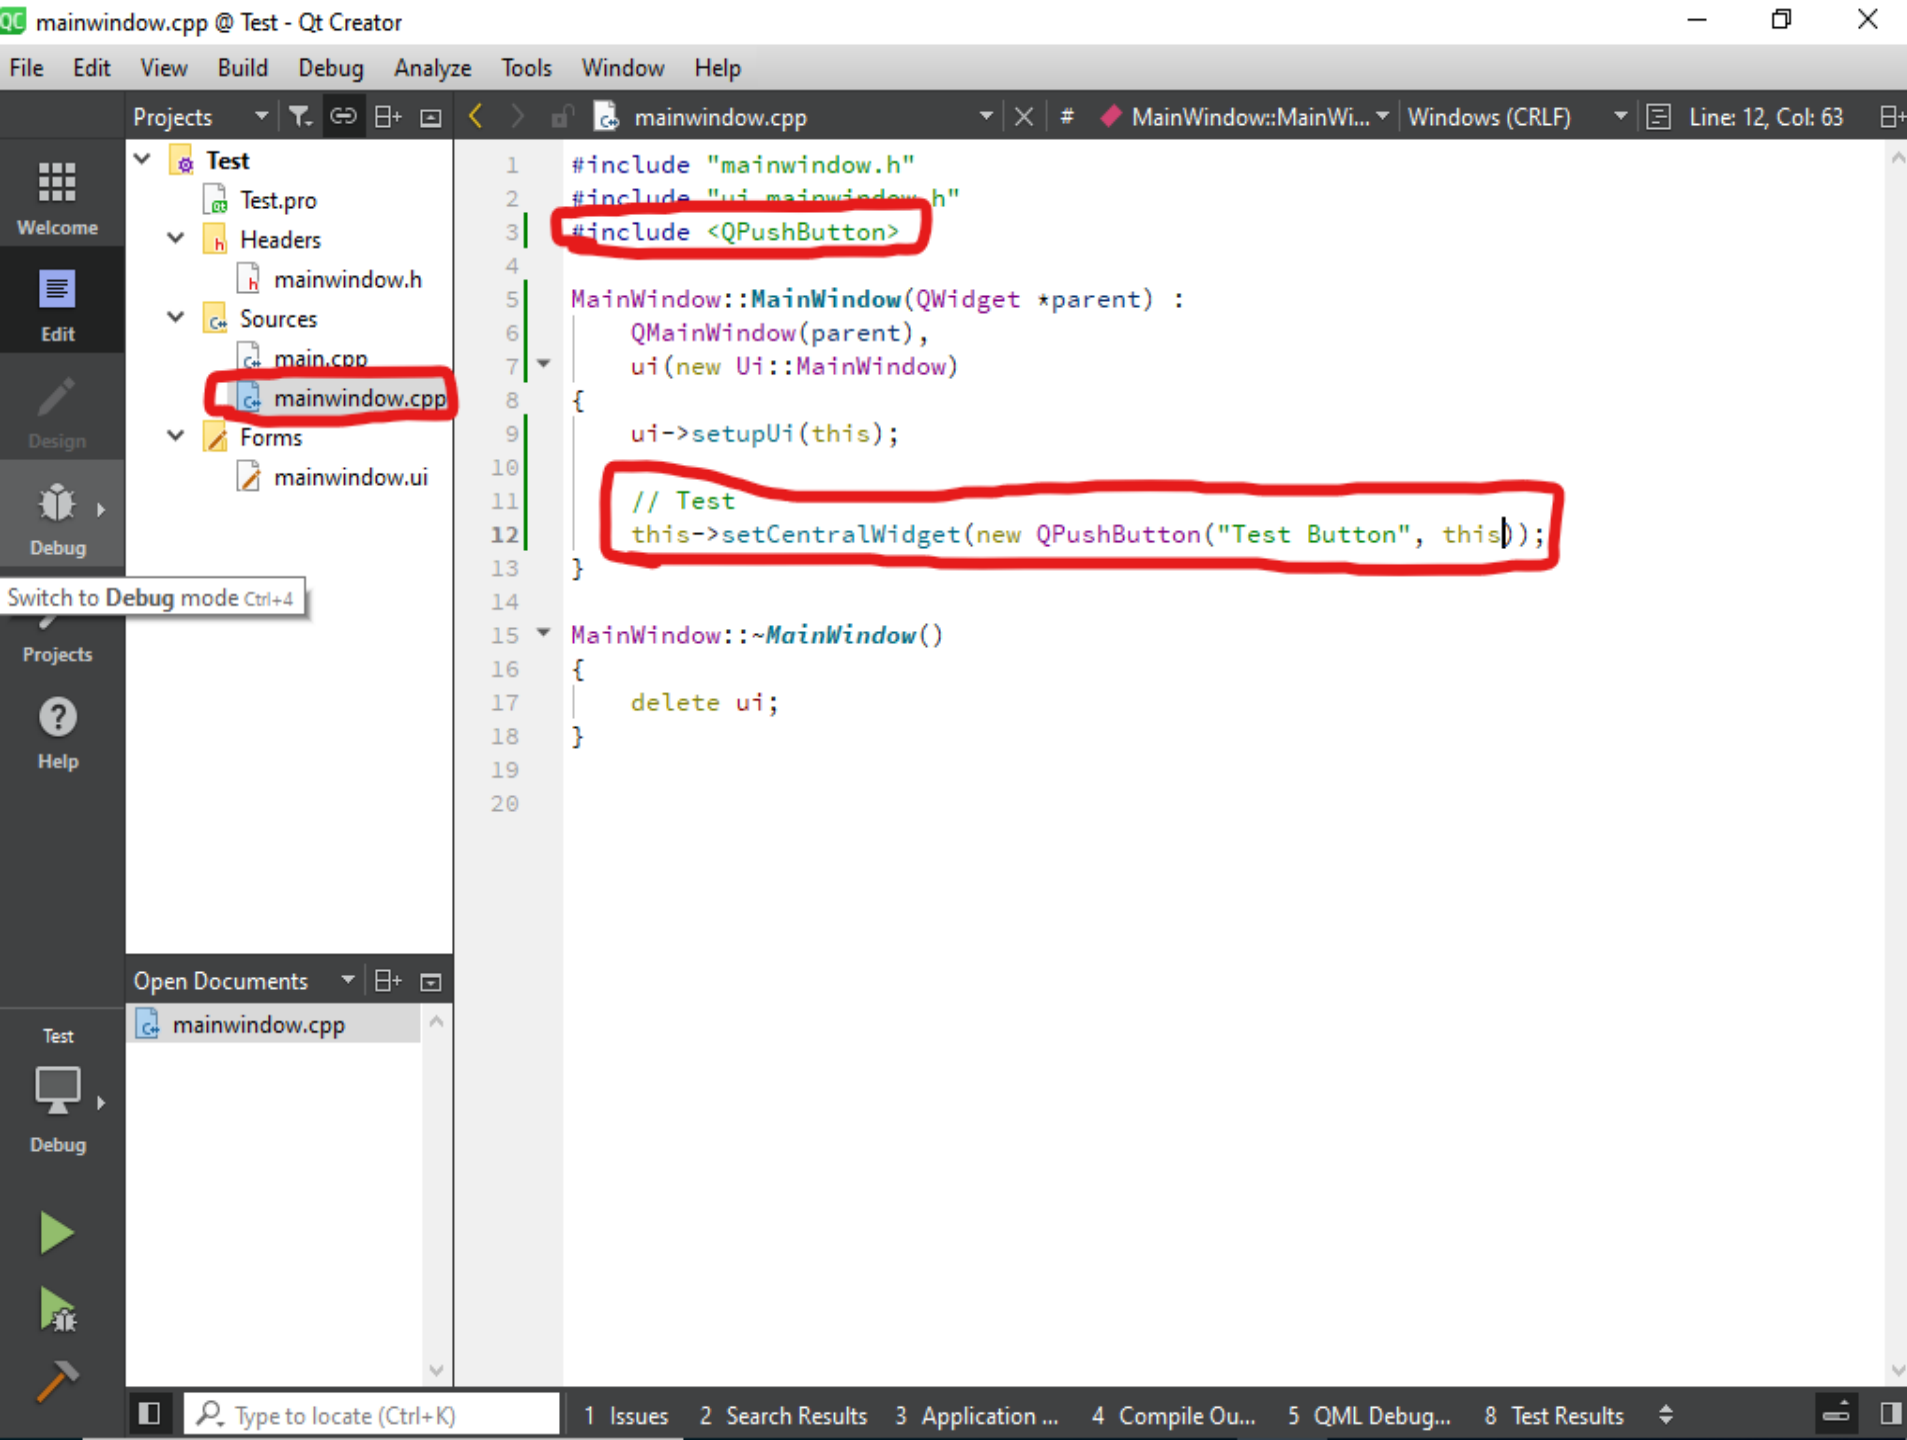 QC mainwindow.cpp @ Test - Qt Creator
File Edit View Build Debug Analyze Tools Window Help
Projects mainwindow.cpp # MainWindow::MainWi... Windows (CRLF) Line: 12, Col: 63
Welcome
Edit
Design
Debug
Switch to Debug mode Ctrl+4
Projects
Help
Test
Test.pro
Headers
mainwindow.h
Sources
main.cpp
mainwindow.cpp
Forms
mainwindow.ui
1 #include "mainwindow.h"
2 #include "ui_mainwindow.h"
3 #include <QPushButton>
4
5 MainWindow::MainWindow(QWidget *parent) :
6 QMainWindow(parent),
7 ui(new Ui::MainWindow)
8 {
9 ui->setupUi(this);
10
11 // Test
12 this->setCentralWidget(new QPushButton("Test Button", this));
13 }
14
15 MainWindow::~MainWindow()
16 {
17 delete ui;
18 }
19
20
Open Documents
mainwindow.cpp
Test
Debug
Type to locate (Ctrl+K)
1 Issues 2 Search Results 3 Application ... 4 Compile Ou... 5 QML Debug... 8 Test Results